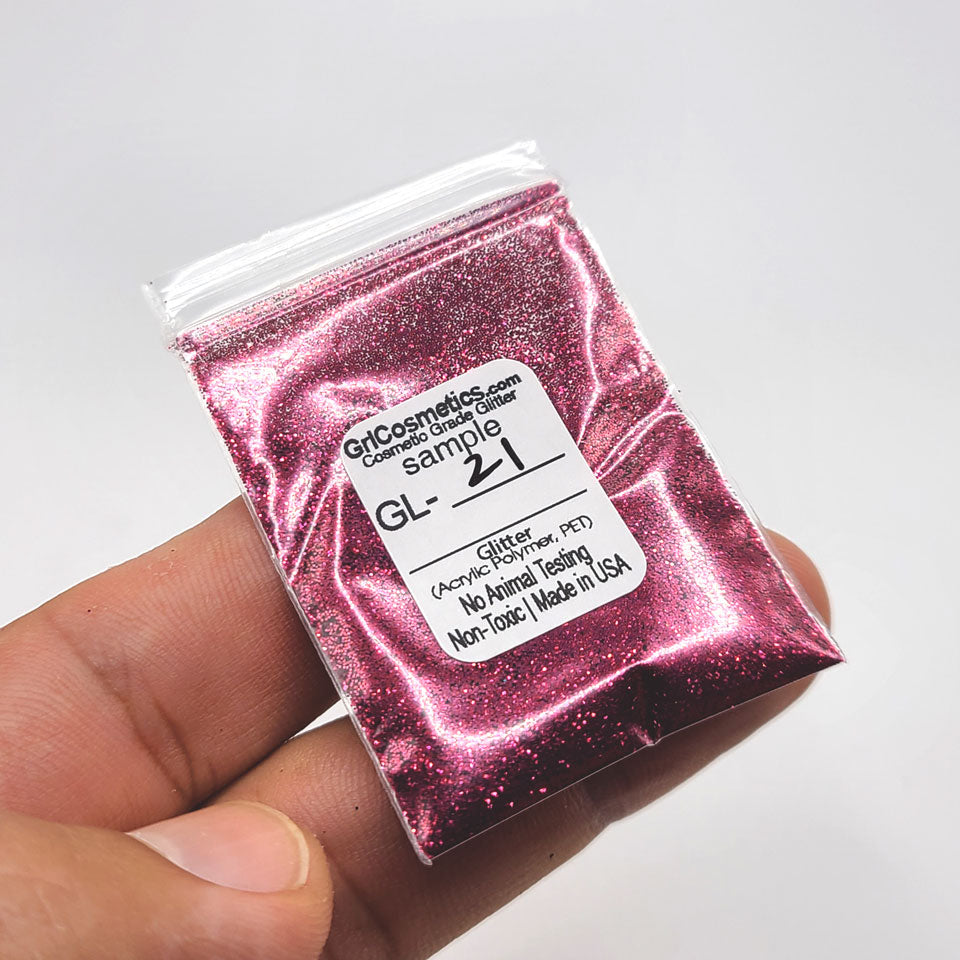 GrlCosmetics.com
Cosmetic Grade Glitter
sample
GL- 21
Glitter
(Acrylic Polymer, PET)
No Animal Testing
Non-Toxic | Made in USA